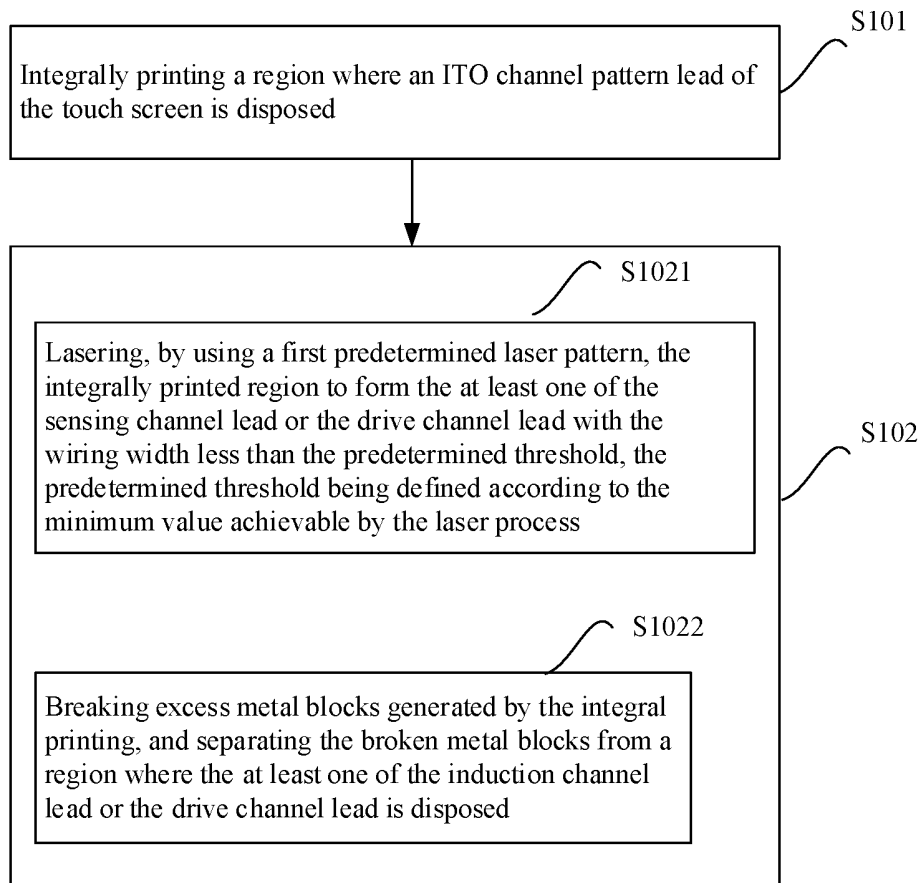 S101
Integrally printing a region where an ITO channel pattern lead of
the touch screen is disposed
S1021
Lasering, by using a first predetermined laser pattern, the
integrally printed region to form the at least one of the
sensing channel lead or the drive channel lead with the
wiring width less than the predetermined threshold, the
predetermined threshold being defined according to the
minimum value achievable by the laser process
S102
S1022
Breaking excess metal blocks generated by the integral
printing, and separating the broken metal blocks from a
region where the at least one of the induction channel
lead or the drive channel lead is disposed